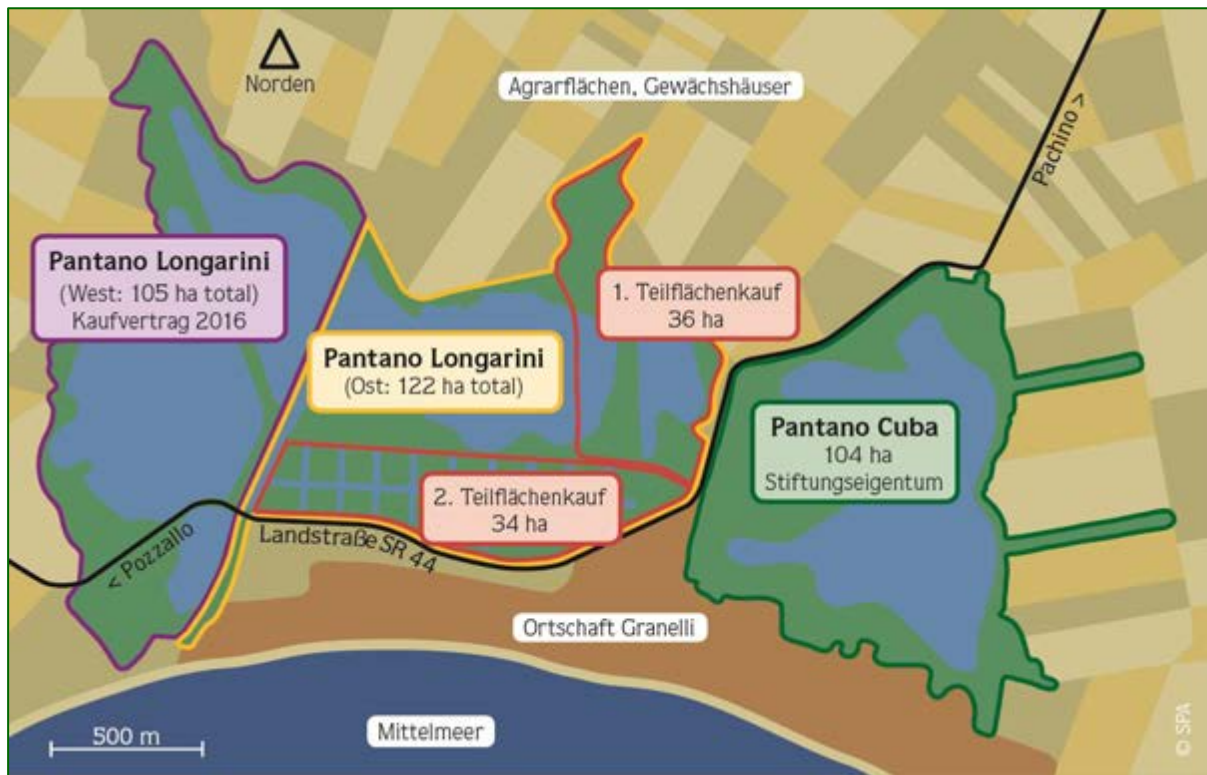 Norden
Agrarflächen, Gewächshäuser
Pachino >
Pantano Longarini
(West: 105 ha total)
Kaufvertrag 2016
1. Teilflächenkauf
36 ha
Pantano Longarini
(Ost: 122 ha total)
Pantano Cuba
104 ha
Stiftungseigentum
2. Teilflächenkauf
34 ha
< Pozzallo
Landstraße SR 44
Ortschaft Granelli
500 m
Mittelmeer
© SPA